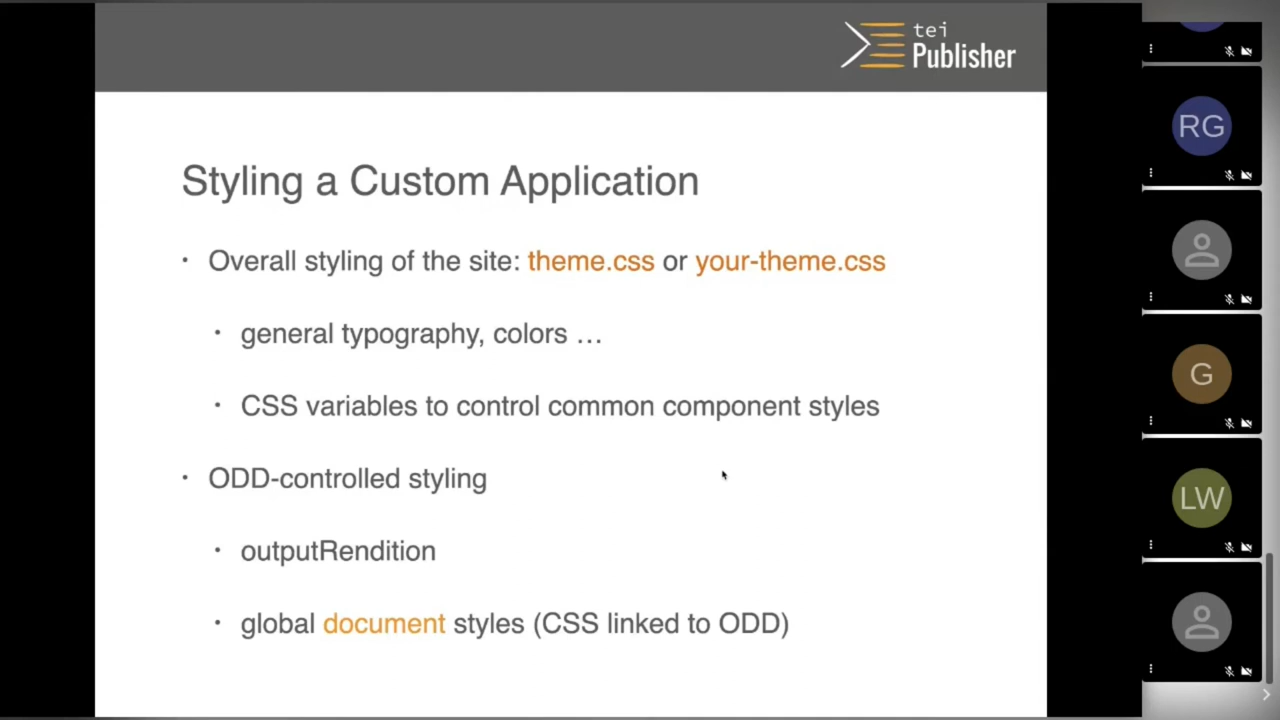 tei
Publisher
Styling a Custom Application
• Overall styling of the site: theme.css or your-theme.css
• general typography, colors …
• CSS variables to control common component styles
• ODD-controlled styling
• outputRendition
• global document styles (CSS linked to ODD)
RG
G
LW